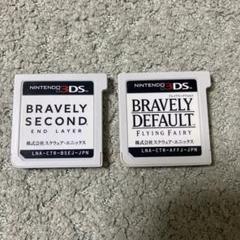 NINTENDO 3DS
BRAVELY
SECOND
END LAYER
株式会社スクウェア・エニックス
LNA-CTR-BSEJ-JPN
NINTENDO 3DS
BRAVELY
DEFAULT
FLYING FAIRY
株式会社スクウェア・エニックス
LNA-CTR-AFFJ-JPN